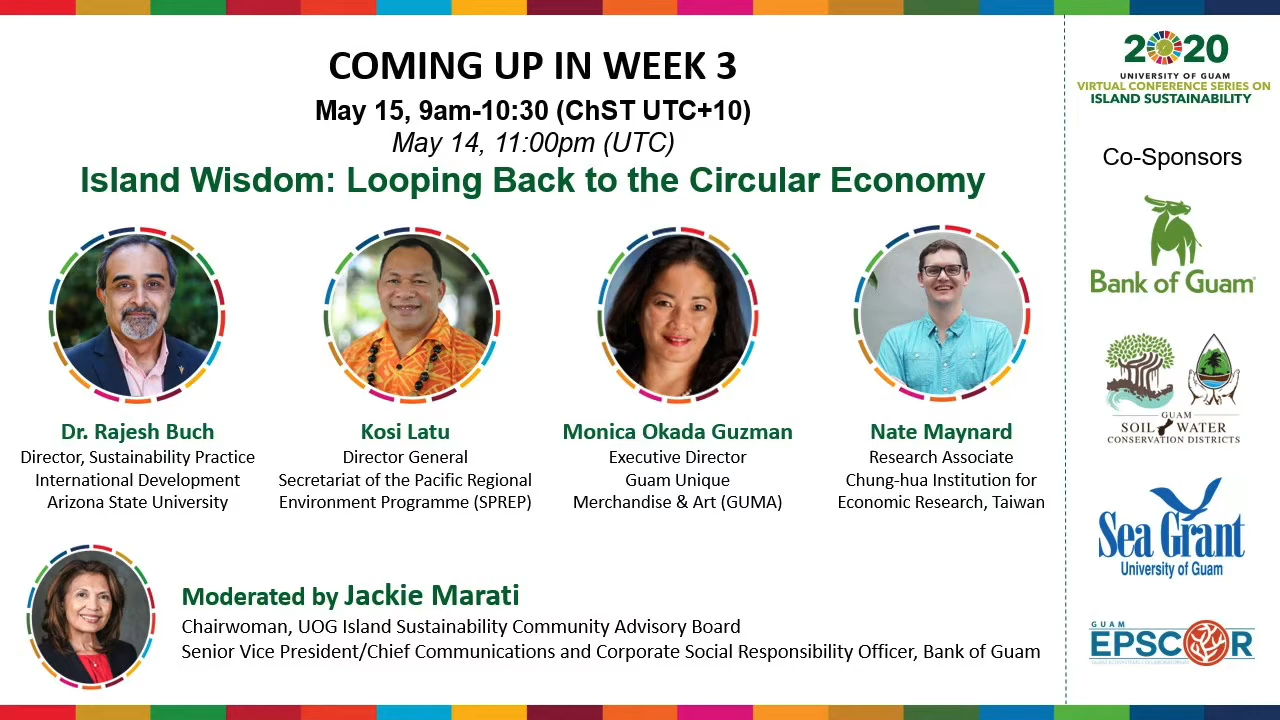 COMING UP IN WEEK 3
May 15, 9am-10:30 (ChST UTC+10)
May 14, 11:00pm (UTC)
Island Wisdom: Looping Back to the Circular Economy
Dr. Rajesh Buch
Director, Sustainability Practice
International Development
Arizona State University
Kosi Latu
Director General
Secretariat of the Pacific Regional
Environment Programme (SPREP)
Monica Okada Guzman
Executive Director
Guam Unique
Merchandise & Art (GUMA)
Nate Maynard
Research Associate
Chung-hua Institution for
Economic Research, Taiwan
Moderated by Jackie Marati
Chairwoman, UOG Island Sustainability Community Advisory Board
Senior Vice President/Chief Communications and Corporate Social Responsibility Officer, Bank of Guam
2020
UNIVERSITY OF GUAM
VIRTUAL CONFERENCE SERIES ON
ISLAND SUSTAINABILITY
Co-Sponsors
Bank of Guam
GUAM
SOIL WATER
CONSERVATION DISTRICTS
Sea Grant
University of Guam
GUAM
EPSCOR